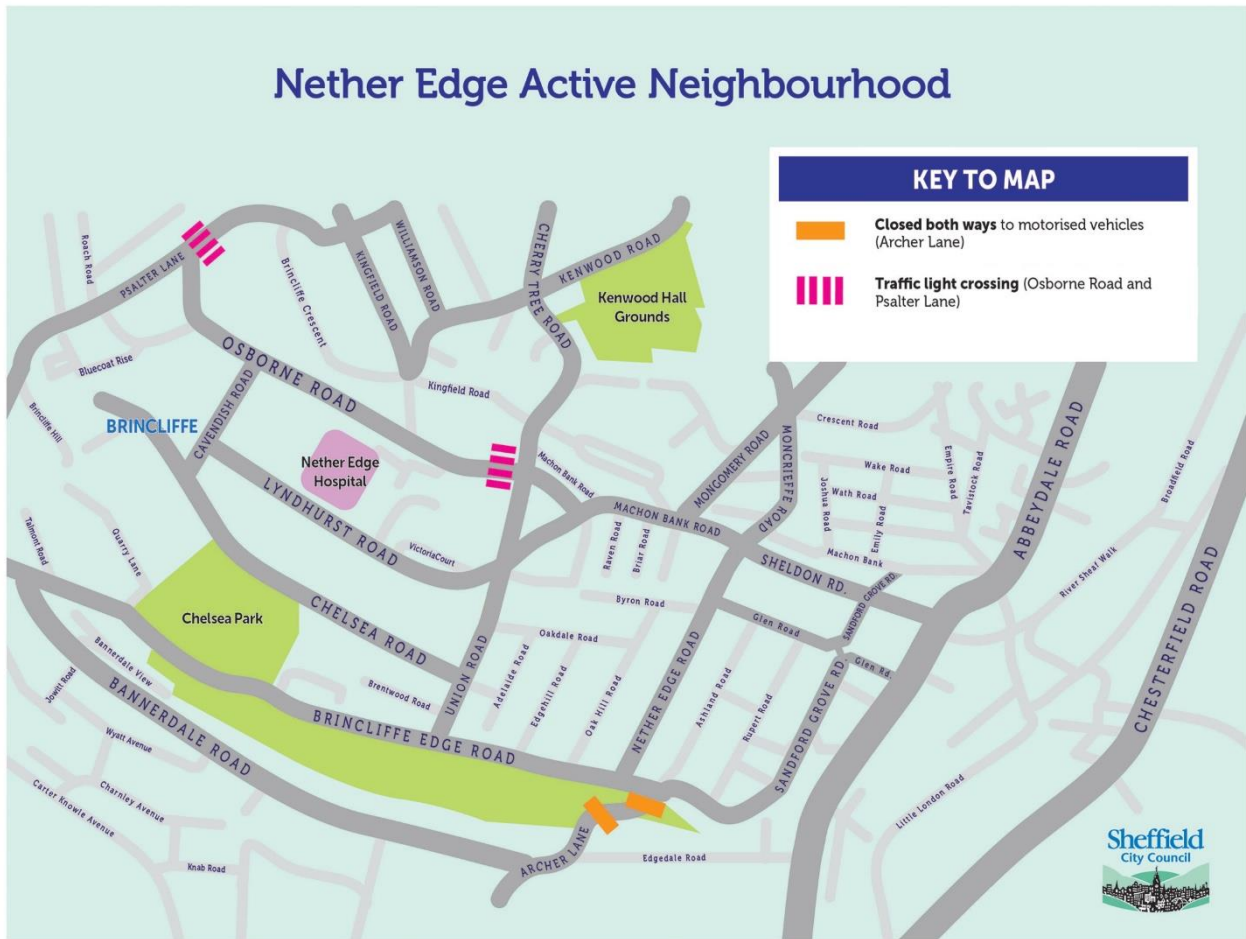 Nether Edge Active Neighbourhood
KEY TO MAP
Closed both ways to motorised vehicles
(Archer Lane)
Traffic light crossing (Osborne Road and
Psalter Lane)
Roach Road
PSALTER LANE
Brincliffe Crescent
KINGFIELD ROAD
WILLIAMSON ROAD
CHERRY TREE ROAD
KENWOOD ROAD
Kenwood Hall
Grounds
Bluecoat Rise
Brincliffe Hill
OSBORNE ROAD
CAVENDISH ROAD
BRINCLIFFE
Kingfield Road
Nether Edge
Hospital
LYNDHURST ROAD
VictoriaCourt
Machon Bank Road
MACHON BANK ROAD
MONTGOMERY ROAD
MONCRIEFFE ROAD
Crescent Road
Wake Road
Wath Road
Joshua Road
Emily Road
Empire Road
Tavistock Road
Machon Bank
ABBEYDALE ROAD
Broadfield Road
River Sheaf Walk
CHESTERFIELD ROAD
Talmont Road
Quarry Lane
Chelsea Park
CHELSEA ROAD
Raven Road
Briar Road
Byron Road
SHELDON RD.
SANDFORD GROVE RD.
Glen Road
Glen Rd.
Oakdale Road
Adelaide Road
Edgehill Road
Oak Hill Road
NETHER EDGE ROAD
Ashland Road
Rupert Road
SANDFORD GROVE RD.
Brentwood Road
UNION ROAD
BRINCLIFFE EDGE ROAD
Bannerdale View
BANNERDALE ROAD
Jowitt Road
Wyatt Avenue
Charnley Avenue
Carter Knowle Avenue
Knab Road
ARCHER LANE
Edgedale Road
Little London Road
Sheffield
City Council